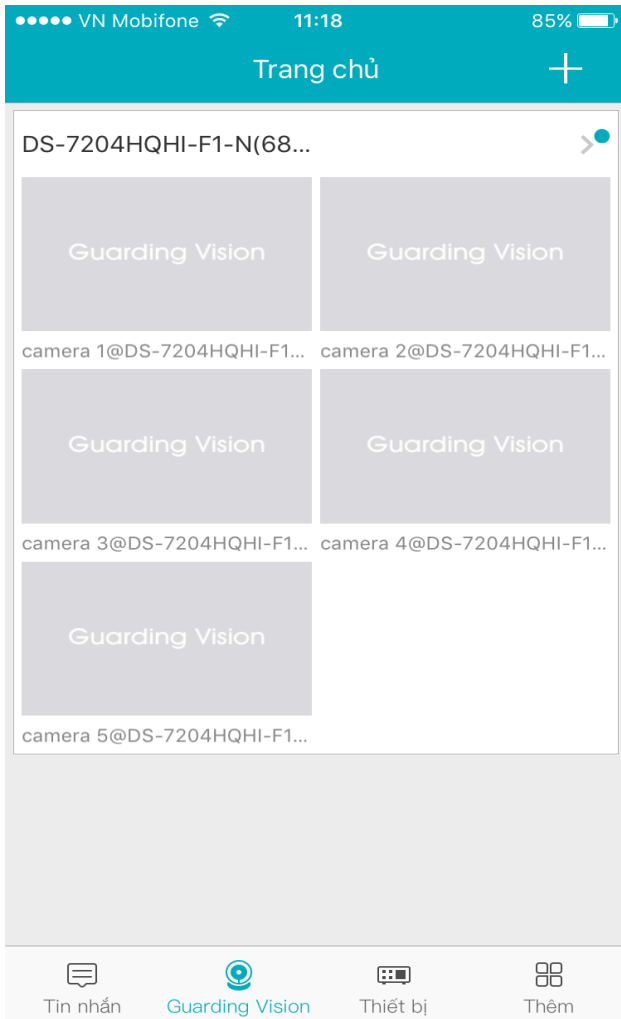 VN Mobifone 11:18 85%
Trang chủ
DS-7204HQHI-F1-N(68...
Guarding Vision Guarding Vision
camera 1@DS-7204HQHI-F1... camera 2@DS-7204HQHI-F1...
Guarding Vision Guarding Vision
camera 3@DS-7204HQHI-F1... camera 4@DS-7204HQHI-F1...
Guarding Vision
camera 5@DS-7204HQHI-F1...
Tin nhắn Guarding Vision Thiết bị Thêm